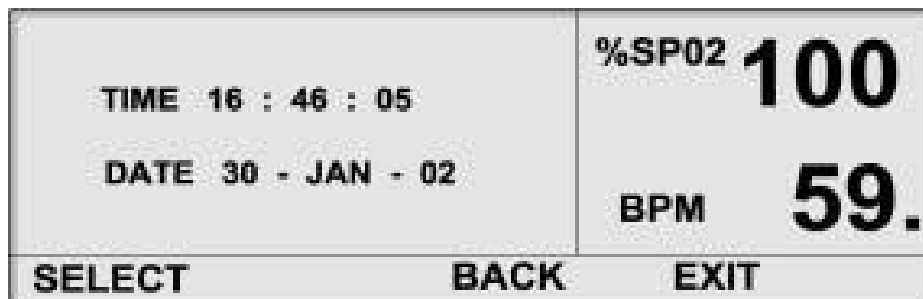 TIME 16 : 46 : 05
DATE 30 - JAN - 02
%SP02 100
BPM 59.
SELECT BACK EXIT